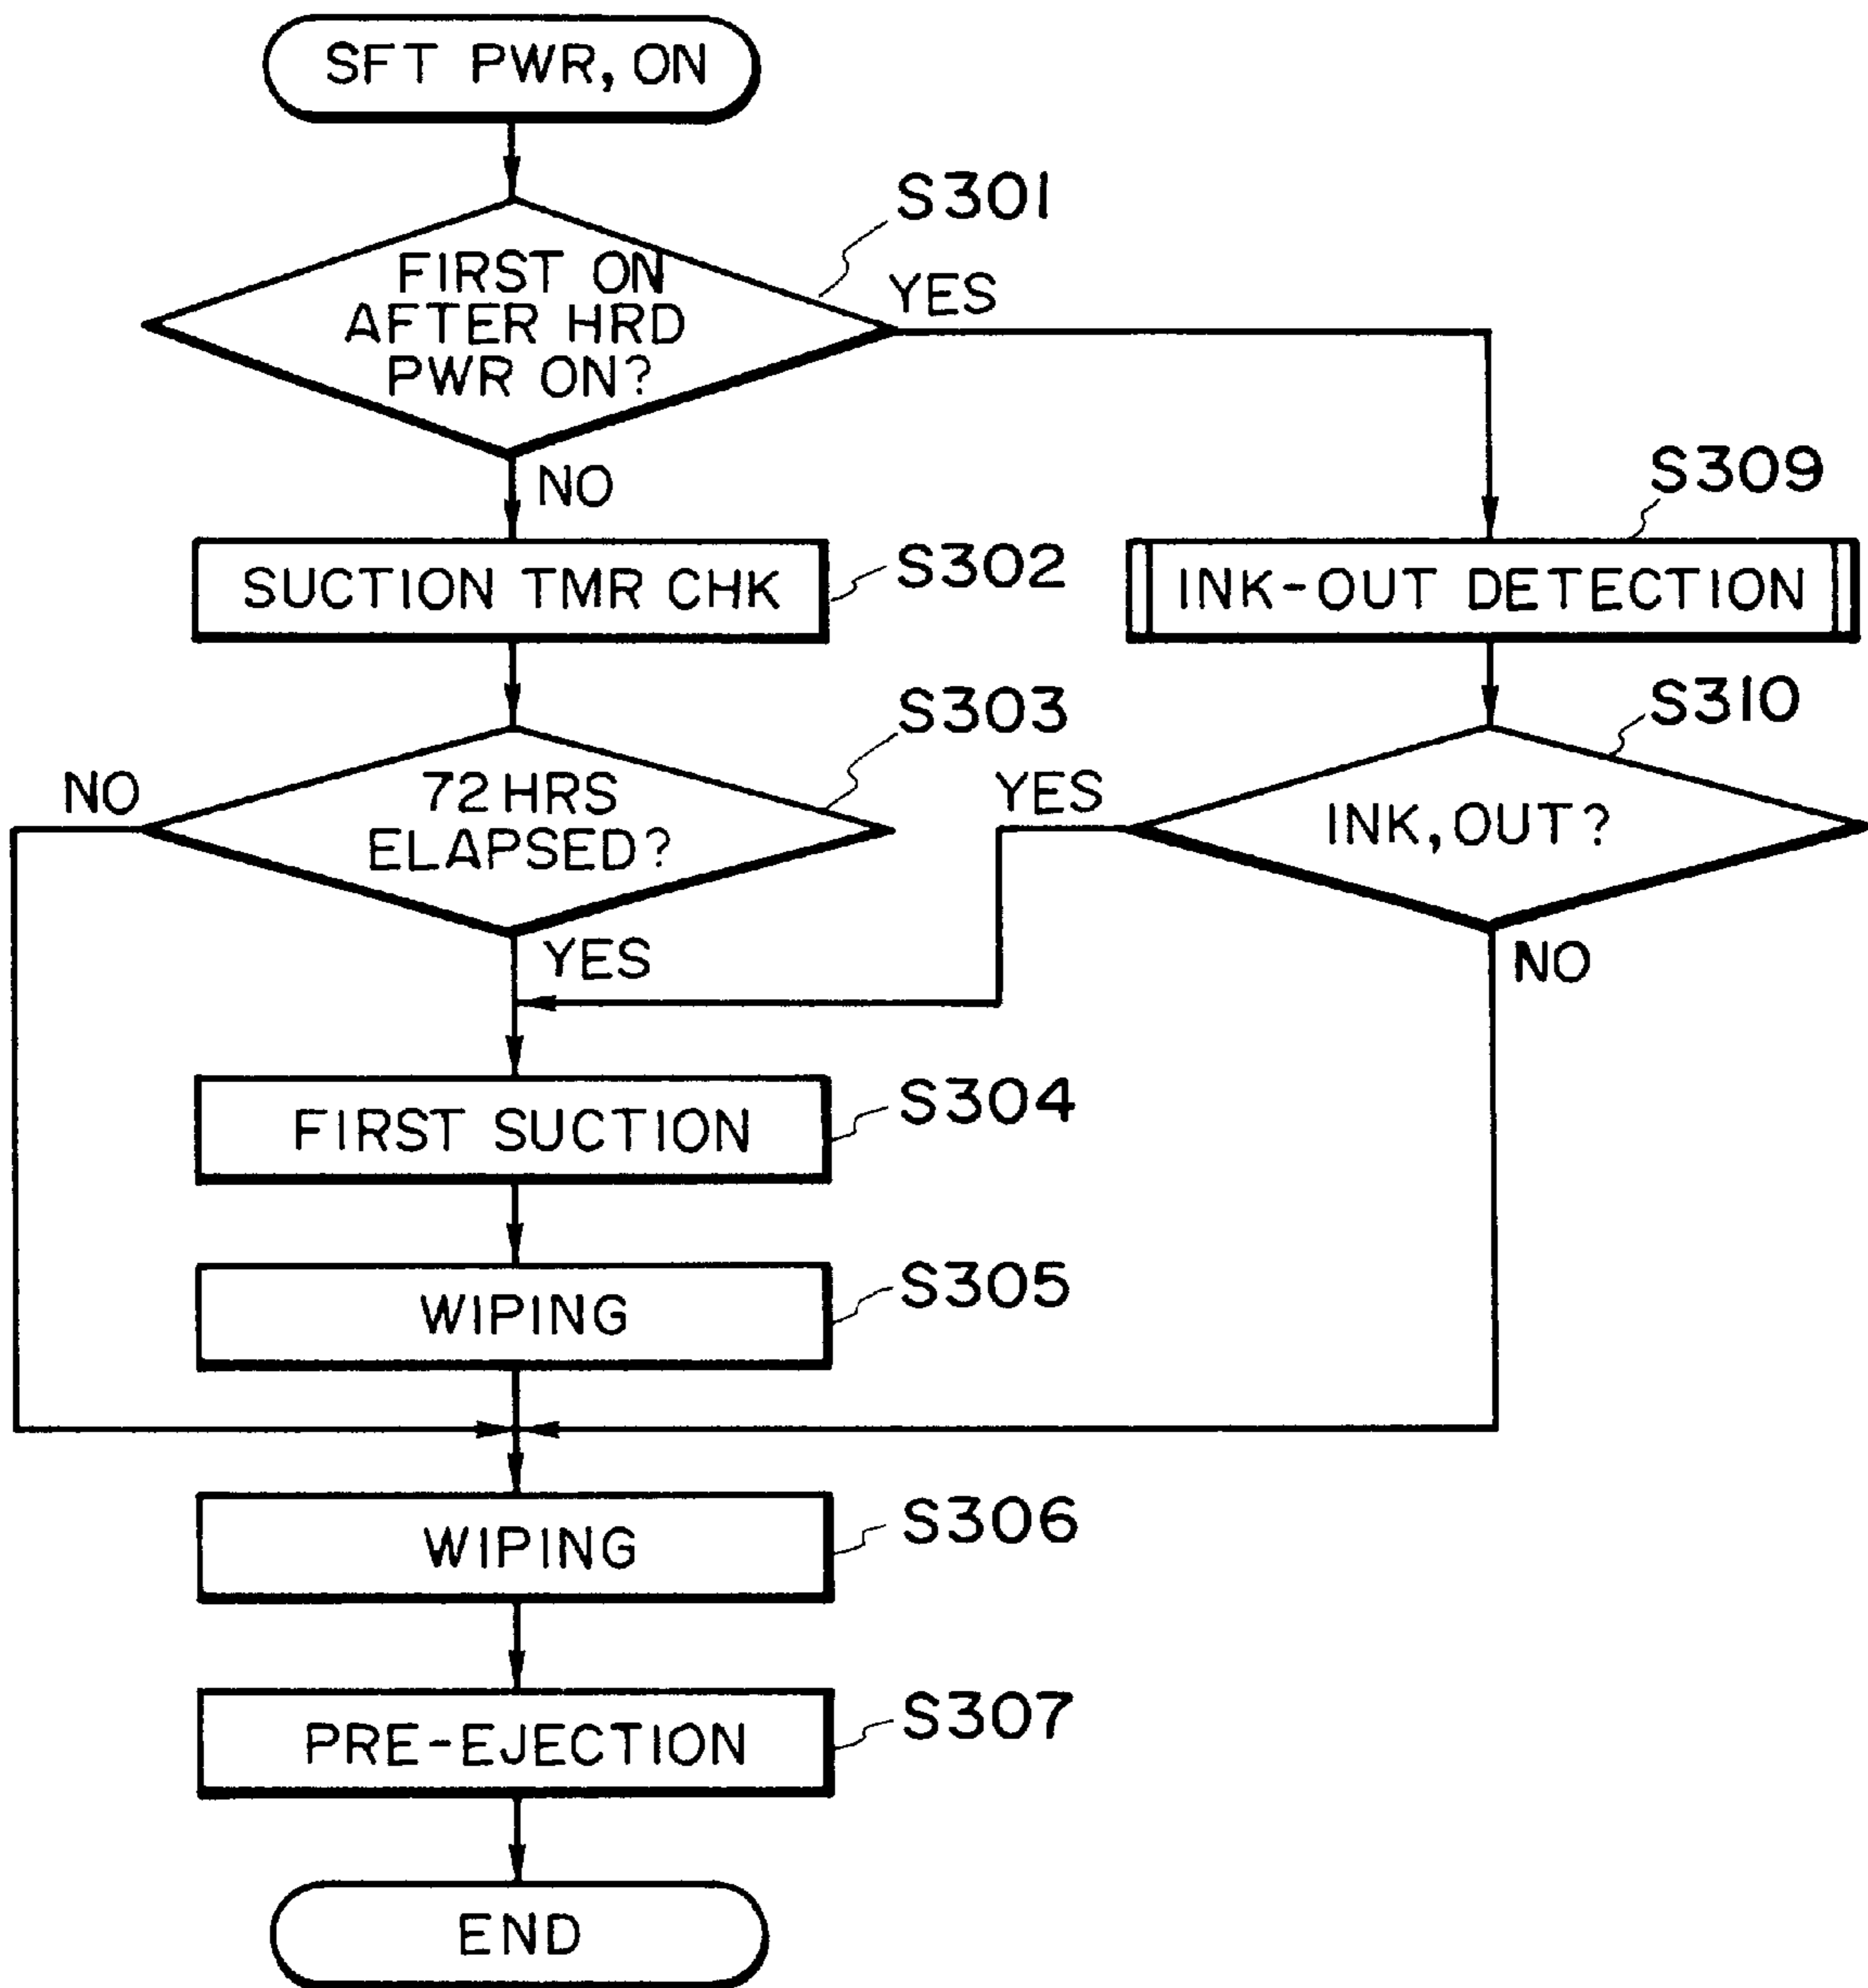 SFT PWR, ON
S301
FIRST ON
AFTER HRD
PWR ON?
YES
NO
S309
SUCTION TMR CHK
S302
INK-OUT DETECTION
S303
S310
NO
72 HRS
ELAPSED?
YES
INK, OUT?
YES
NO
FIRST SUCTION
S304
WIPING
S305
WIPING
S306
PRE-EJECTION
S307
END